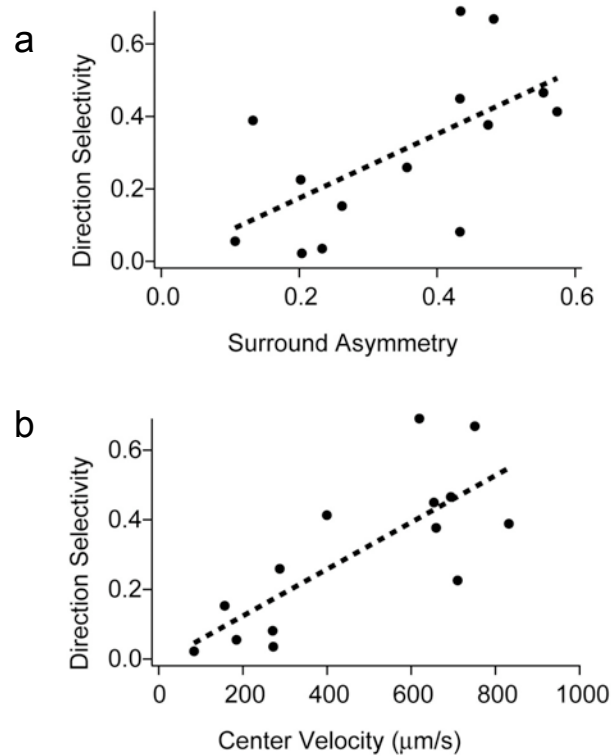 a
Direction Selectivity
0.6
0.4
0.2
0.0
0.0 0.2 0.4 0.6
Surround Asymmetry
b
Direction Selectivity
0.6
0.4
0.2
0.0
0 200 400 600 800 1000
Center Velocity (μm/s)